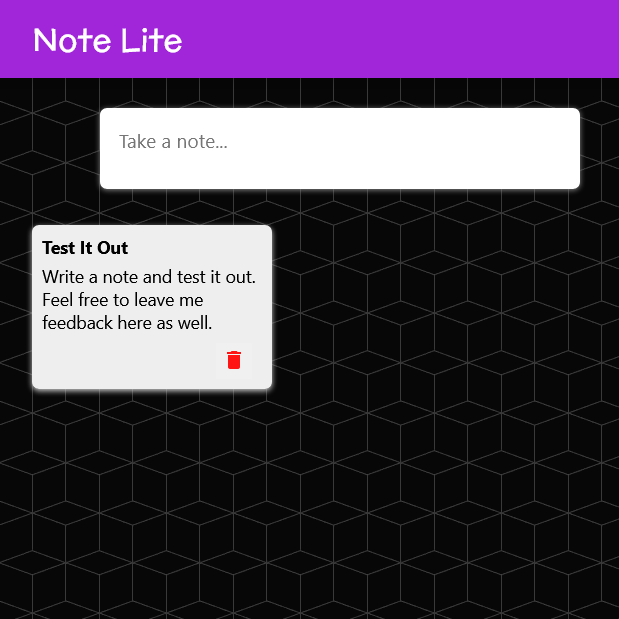 Note Lite
Take a note...
Test It Out
Write a note and test it out.
Feel free to leave me
feedback here as well.